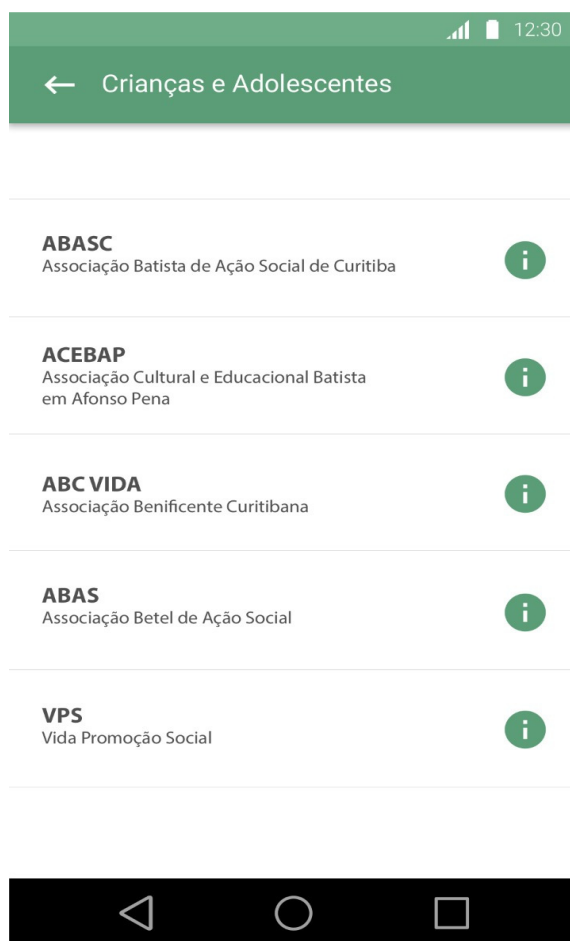 12:30
Crianças e Adolescentes
ABASC
Associação Batista de Ação Social de Curitiba
ACEBAP
Associação Cultural e Educacional Batista
em Afonso Pena
ABC VIDA
Associação Benificente Curitibana
ABAS
Associação Betel de Ação Social
VPS
Vida Promoção Social